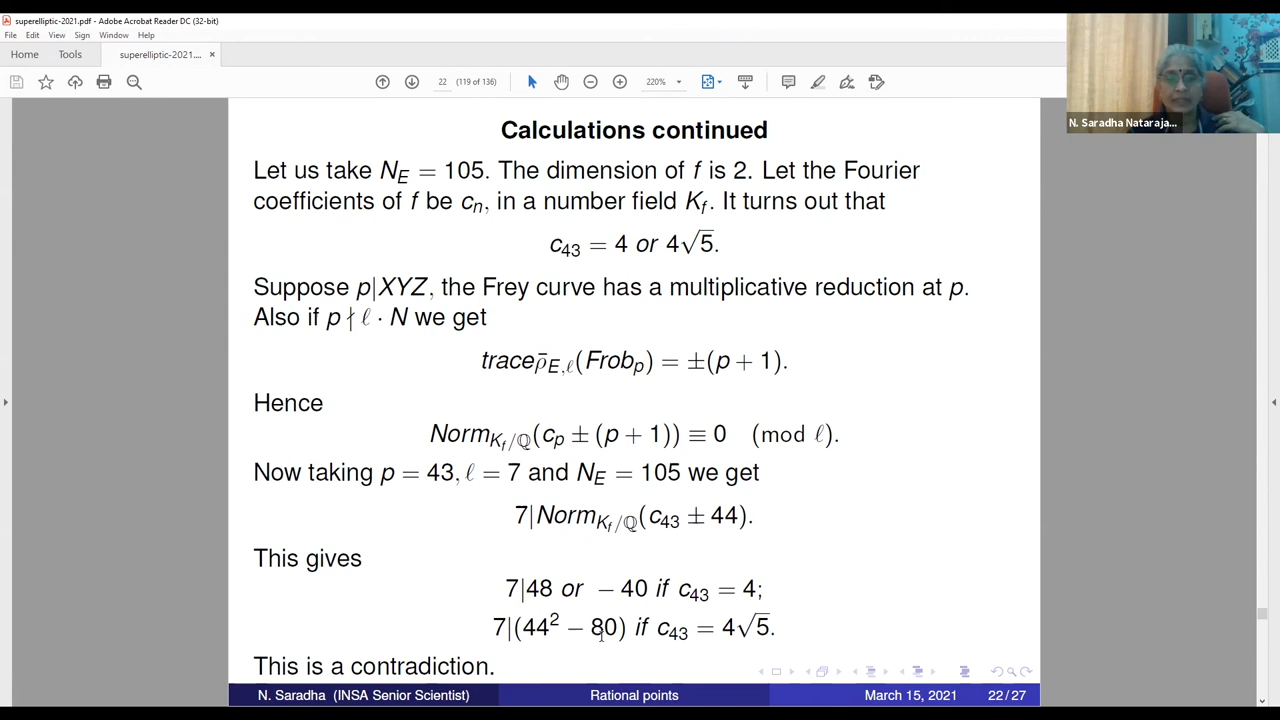 superelliptic-2021.pdf - Adobe Acrobat Reader DC (32-bit)
File Edit View Sign Window Help
Home Tools superelliptic-2021.... ×
22 (119 of 136) 220%
N. Saradha Nataraja...
Calculations continued
Let us take N_E = 105. The dimension of f is 2. Let the Fourier
coefficients of f be c_n, in a number field K_f. It turns out that
c_43 = 4 or 4√5.
Suppose p|XYZ, the Frey curve has a multiplicative reduction at p.
Also if p ∤ ℓ · N we get
trace ρ̄_{E,ℓ}(Frob_p) = ±(p + 1).
Hence
Norm_{K_f/ℚ}(c_p ± (p + 1)) ≡ 0 (mod ℓ).
Now taking p = 43, ℓ = 7 and N_E = 105 we get
7|Norm_{K_f/ℚ}(c_43 ± 44).
This gives
7|48 or − 40 if c_43 = 4;
7|(44² − 80) if c_43 = 4√5.
This is a contradiction.
N. Saradha (INSA Senior Scientist) Rational points March 15, 2021 22/27